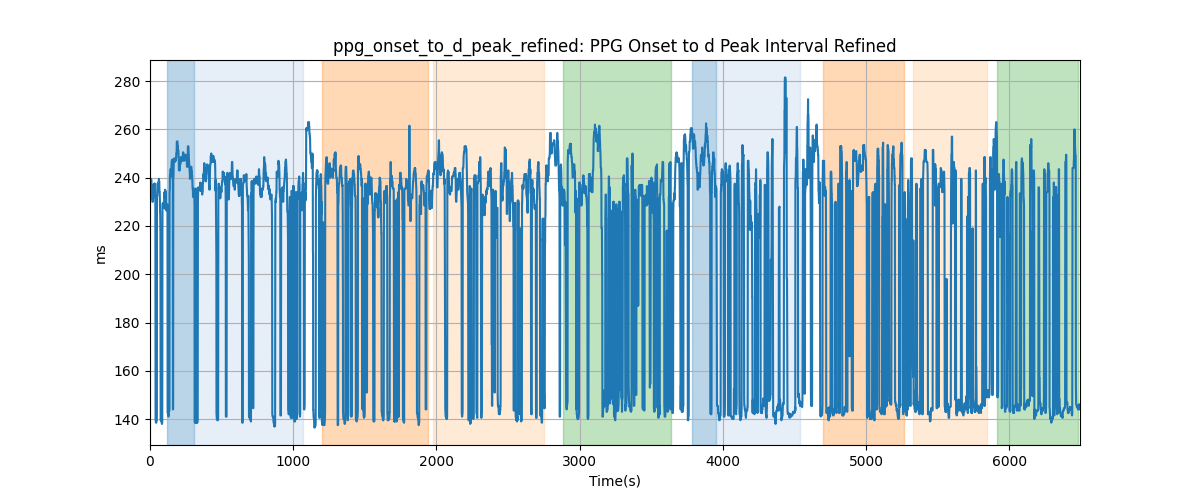 ppg_onset_to_d_peak_refined: PPG Onset to d Peak Interval Refined
280
260
240
220
200
180
160
140
ms
0 1000 2000 3000 4000 5000 6000
Time(s)